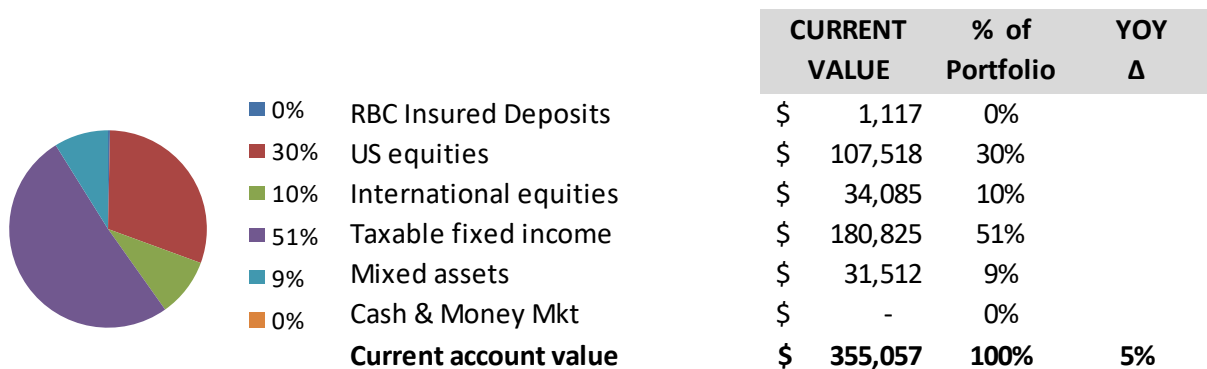 CURRENT % of YOY
VALUE Portfolio Δ
0% RBC Insured Deposits $ 1,117 0%
30% US equities $ 107,518 30%
10% International equities $ 34,085 10%
51% Taxable fixed income $ 180,825 51%
9% Mixed assets $ 31,512 9%
0% Cash & Money Mkt $ - 0%
Current account value $ 355,057 100% 5%